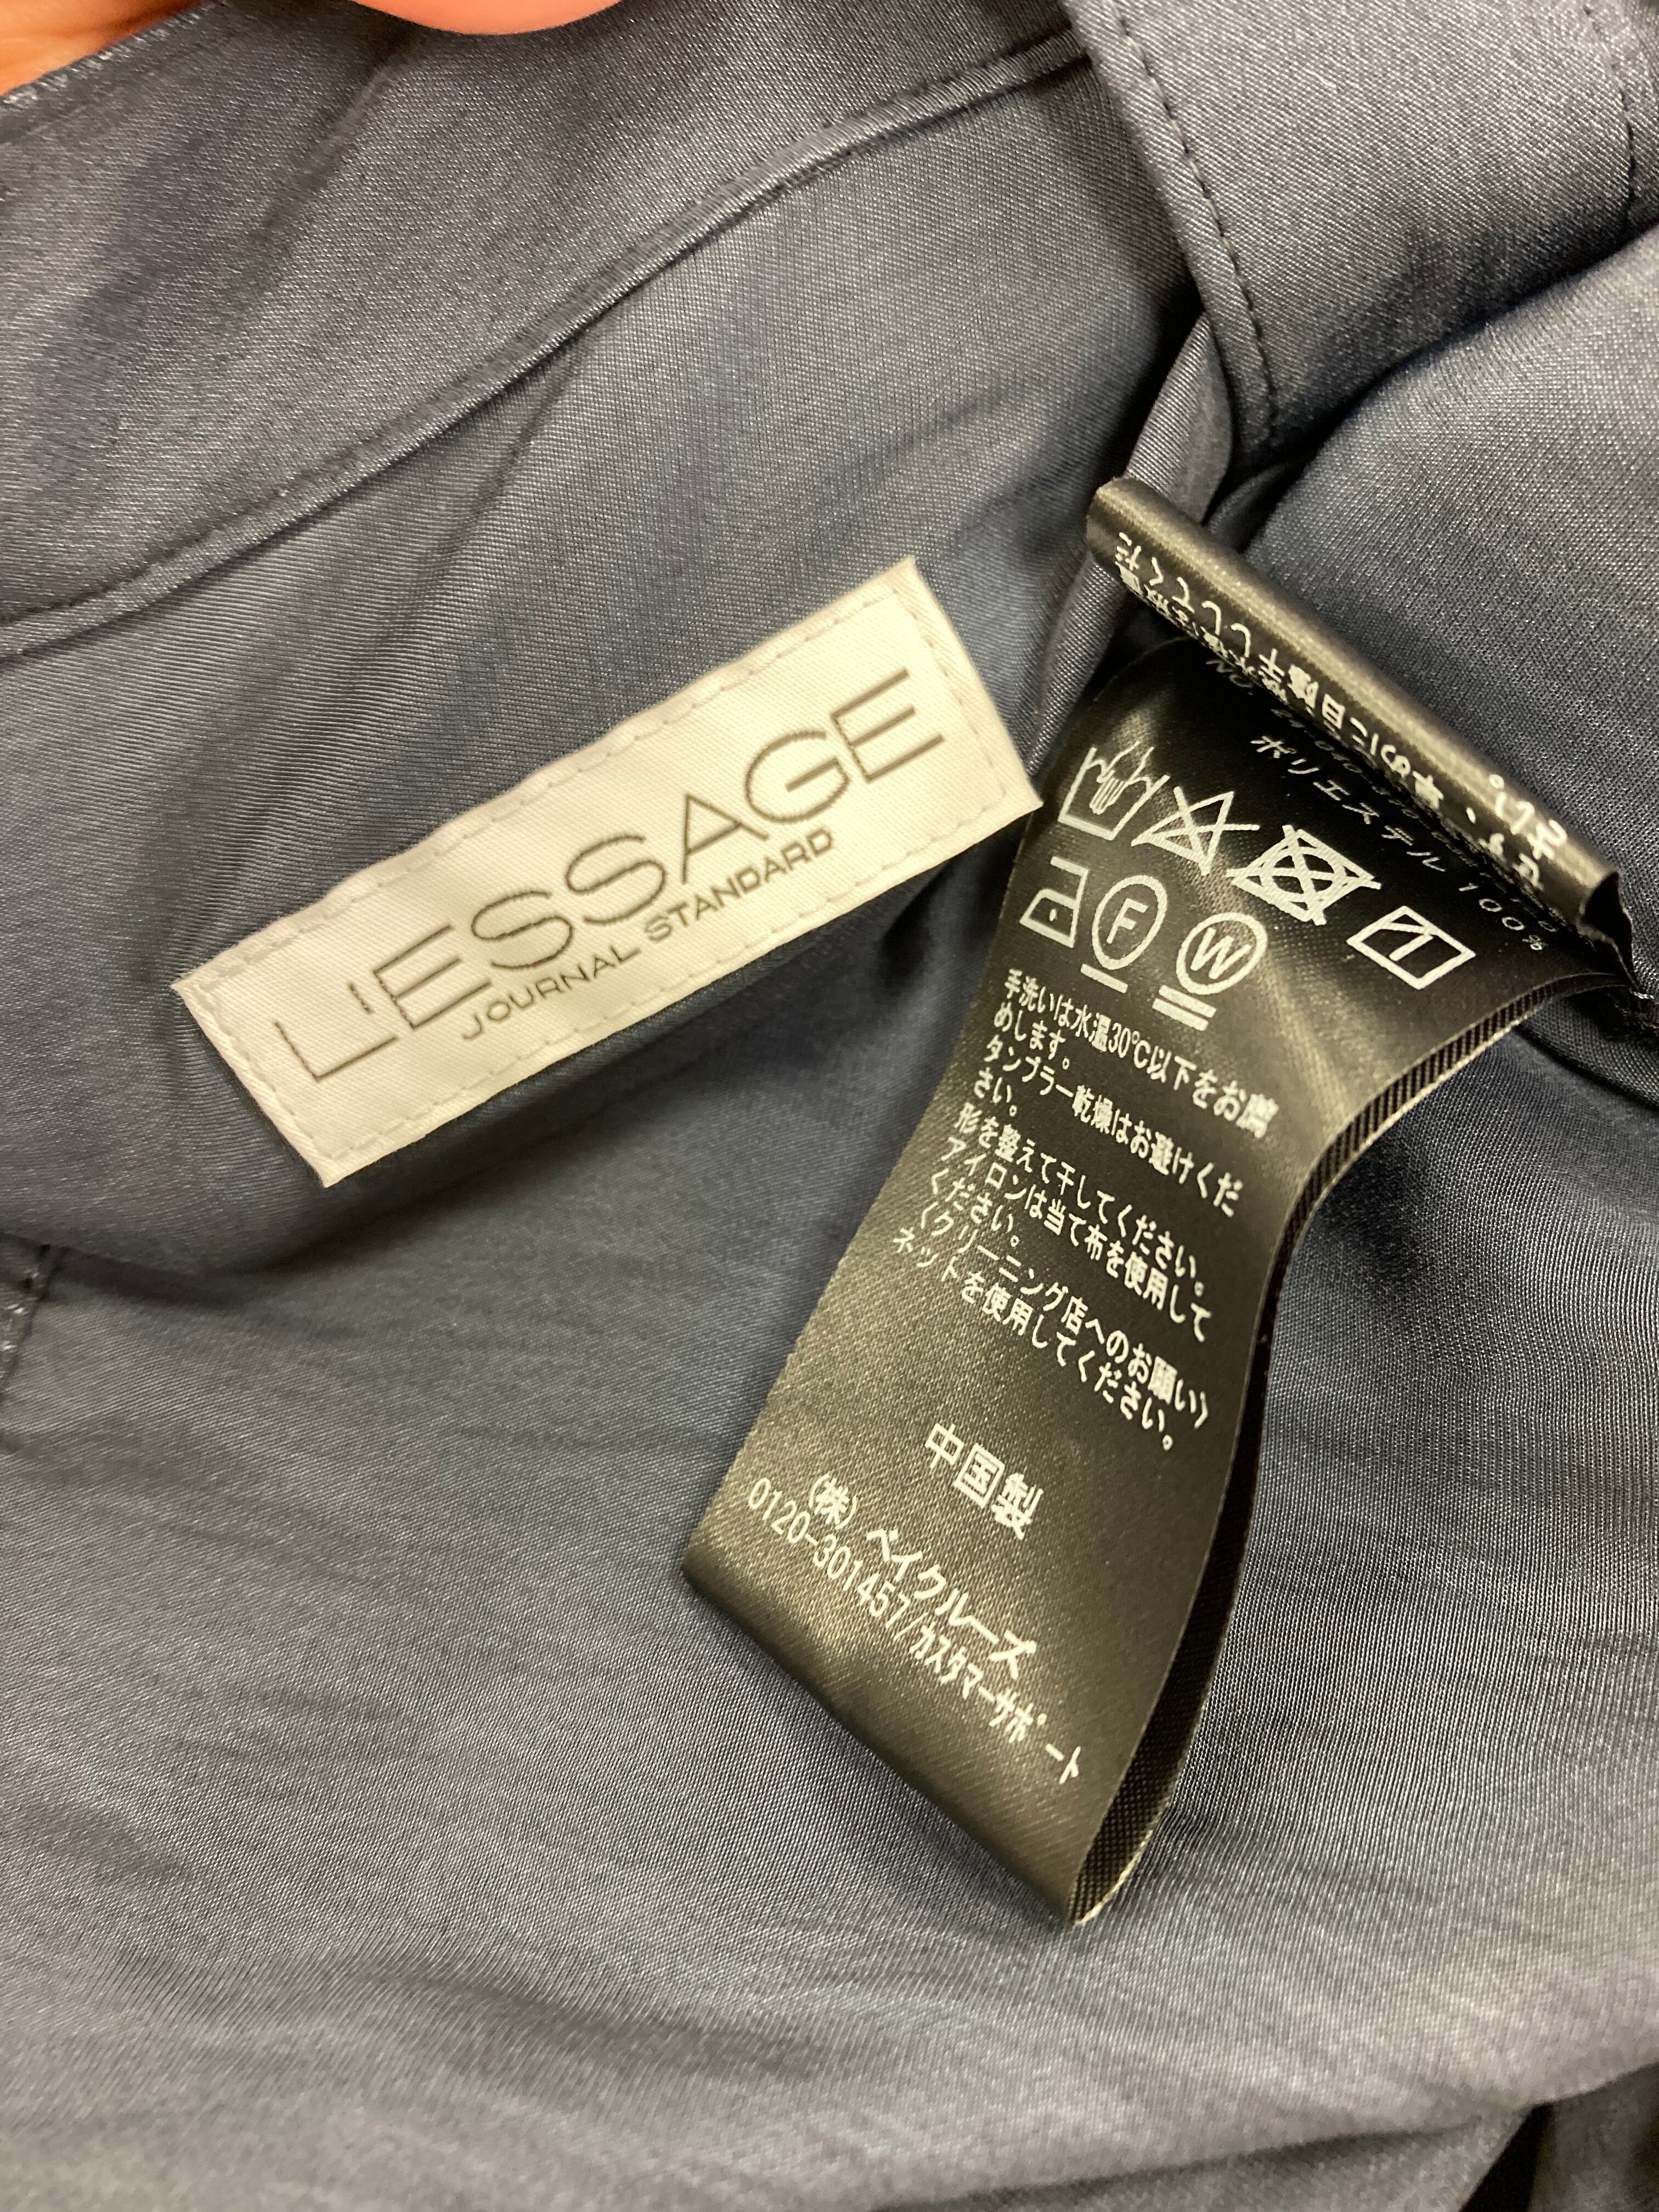 L'ESSAGE
JOURNAL STANDARD
ポリエステル 100%
F
W
手洗いは水温30℃以下をお薦
めします。
タンブラー乾燥はお避けくだ
さい。
形を整えて干してください。
アイロンは当て布を使用して
ください。
〈クリーニング店へのお願い〉
ネットを使用してください。
中国製
(株) ベイクルーズ
0120-301457/カスタマーサポート